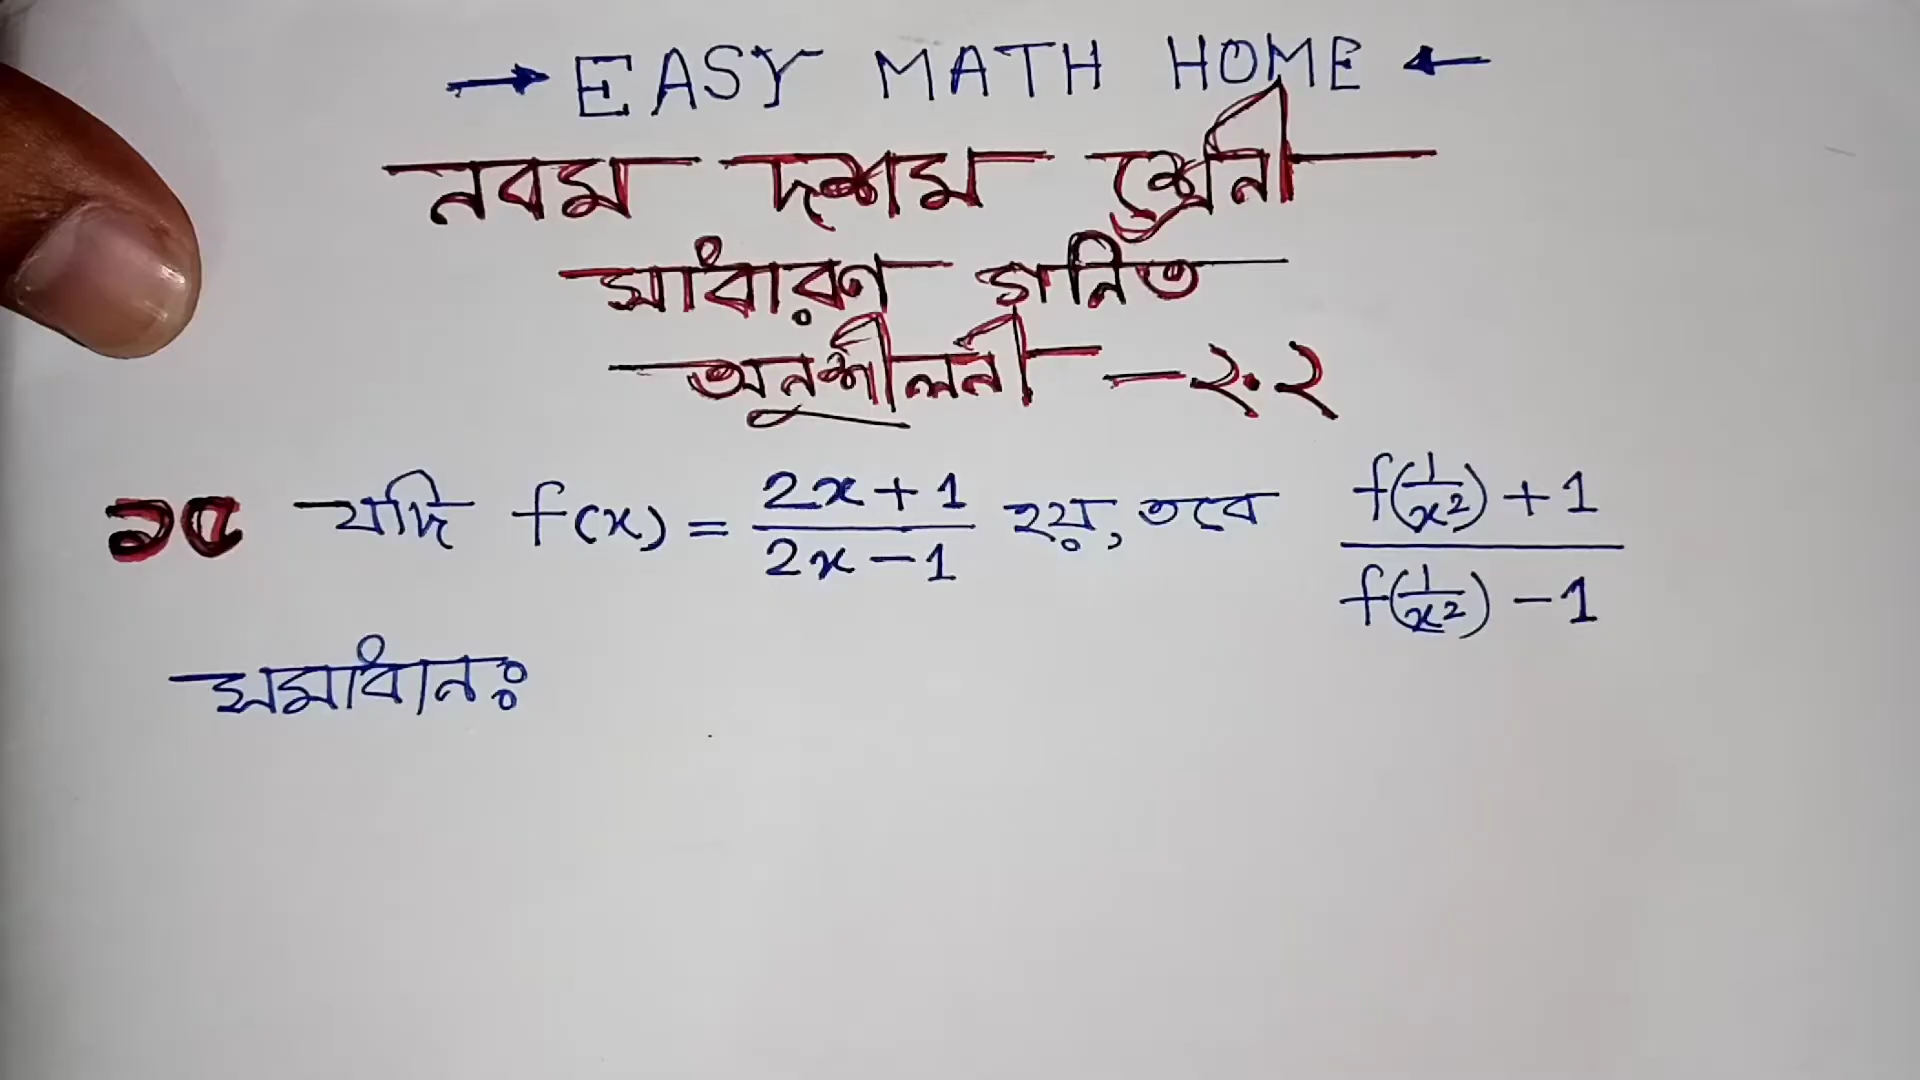 → EASY MATH HOME ←
নবম দশম শ্রেনী
সাধারণ গনিত
অনুশীলনী - ২.২
১৫ যদি f(x) = (2x+1)/(2x-1) হয়, তবে (f(1/x²)+1)/(f(1/x²)-1)
সমাধানঃ